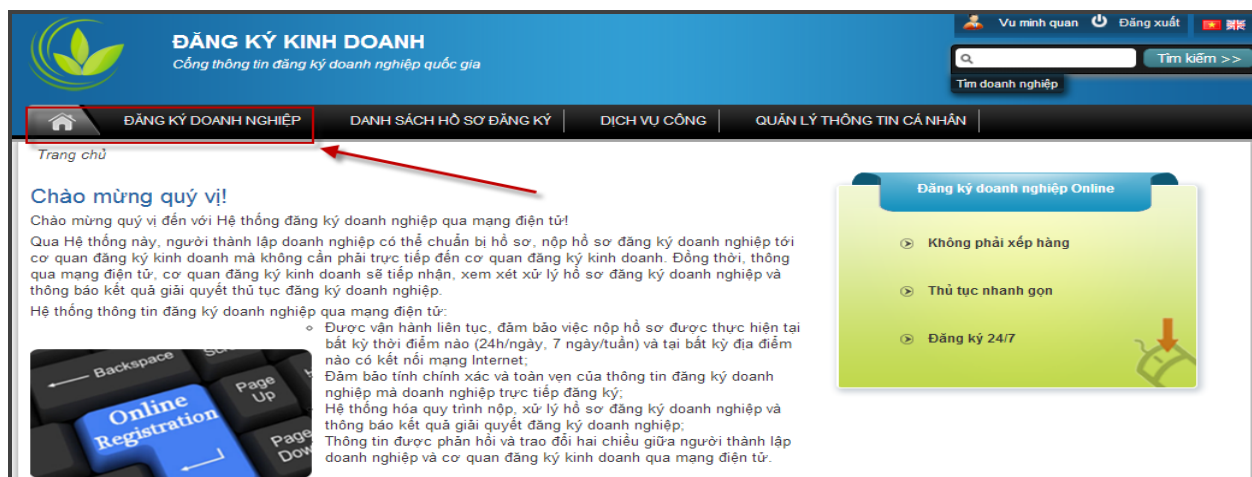 Vu minh quan Đăng xuất
ĐĂNG KÝ KINH DOANH
Cổng thông tin đăng ký doanh nghiệp quốc gia
Tìm kiếm >>
Tìm doanh nghiệp
ĐĂNG KÝ DOANH NGHIỆP DANH SÁCH HỒ SƠ ĐĂNG KÝ DỊCH VỤ CÔNG QUẢN LÝ THÔNG TIN CÁ NHÂN
Trang chủ
Chào mừng quý vị!
Chào mừng quý vị đến với Hệ thống đăng ký doanh nghiệp qua mạng điện tử!
Qua Hệ thống này, người thành lập doanh nghiệp có thể chuẩn bị hồ sơ, nộp hồ sơ đăng ký doanh nghiệp tới
cơ quan đăng ký kinh doanh mà không cần phải trực tiếp đến cơ quan đăng ký kinh doanh. Đồng thời, thông
qua mạng điện tử, cơ quan đăng ký kinh doanh sẽ tiếp nhận, xem xét xử lý hồ sơ đăng ký doanh nghiệp và
thông báo kết quả giải quyết thủ tục đăng ký doanh nghiệp.
Hệ thống thông tin đăng ký doanh nghiệp qua mạng điện tử:
Được vận hành liên tục, đảm bảo việc nộp hồ sơ được thực hiện tại
bất kỳ thời điểm nào (24h/ngày, 7 ngày/tuần) và tại bất kỳ địa điểm
nào có kết nối mạng Internet;
Đảm bảo tính chính xác và toàn vẹn của thông tin đăng ký doanh
nghiệp mà doanh nghiệp trực tiếp đăng ký;
Hệ thống hóa quy trình nộp, xử lý hồ sơ đăng ký doanh nghiệp và
thông báo kết quả giải quyết đăng ký doanh nghiệp;
Thông tin được phản hồi và trao đổi hai chiều giữa người thành lập
doanh nghiệp và cơ quan đăng ký kinh doanh qua mạng điện tử.
Backspace
Page
Up
Online
Registration
Page
Đăng ký doanh nghiệp Online
Không phải xếp hàng
Thủ tục nhanh gọn
Đăng ký 24/7